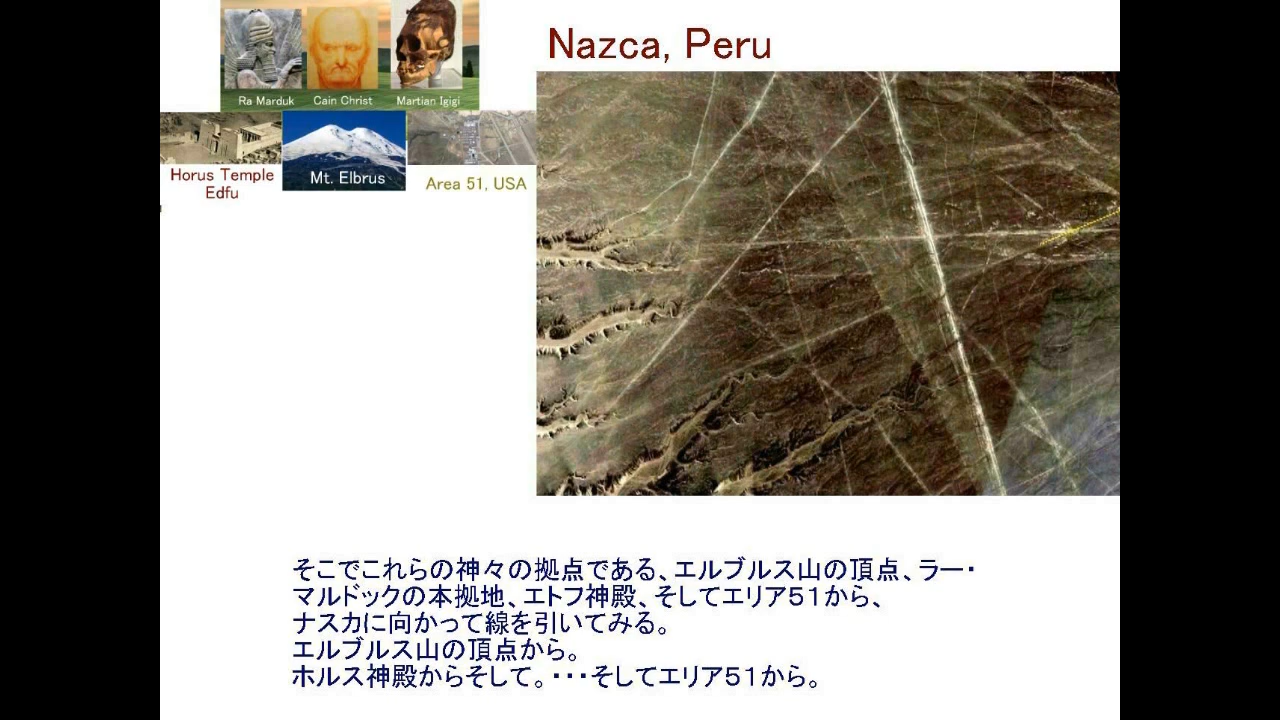 Nazca, Peru
Ra Marduk
Cain Christ
Martian Igigi
Horus Temple
Edfu
Mt. Elbrus
Area 51, USA
そこでこれらの神々の拠点である、エルブルス山の頂点、ラー・
マルドックの本拠地、エトフ神殿、そしてエリア５１から、
ナスカに向かって線を引いてみる。
エルブルス山の頂点から。
ホルス神殿からそして。・・・そしてエリア５１から。